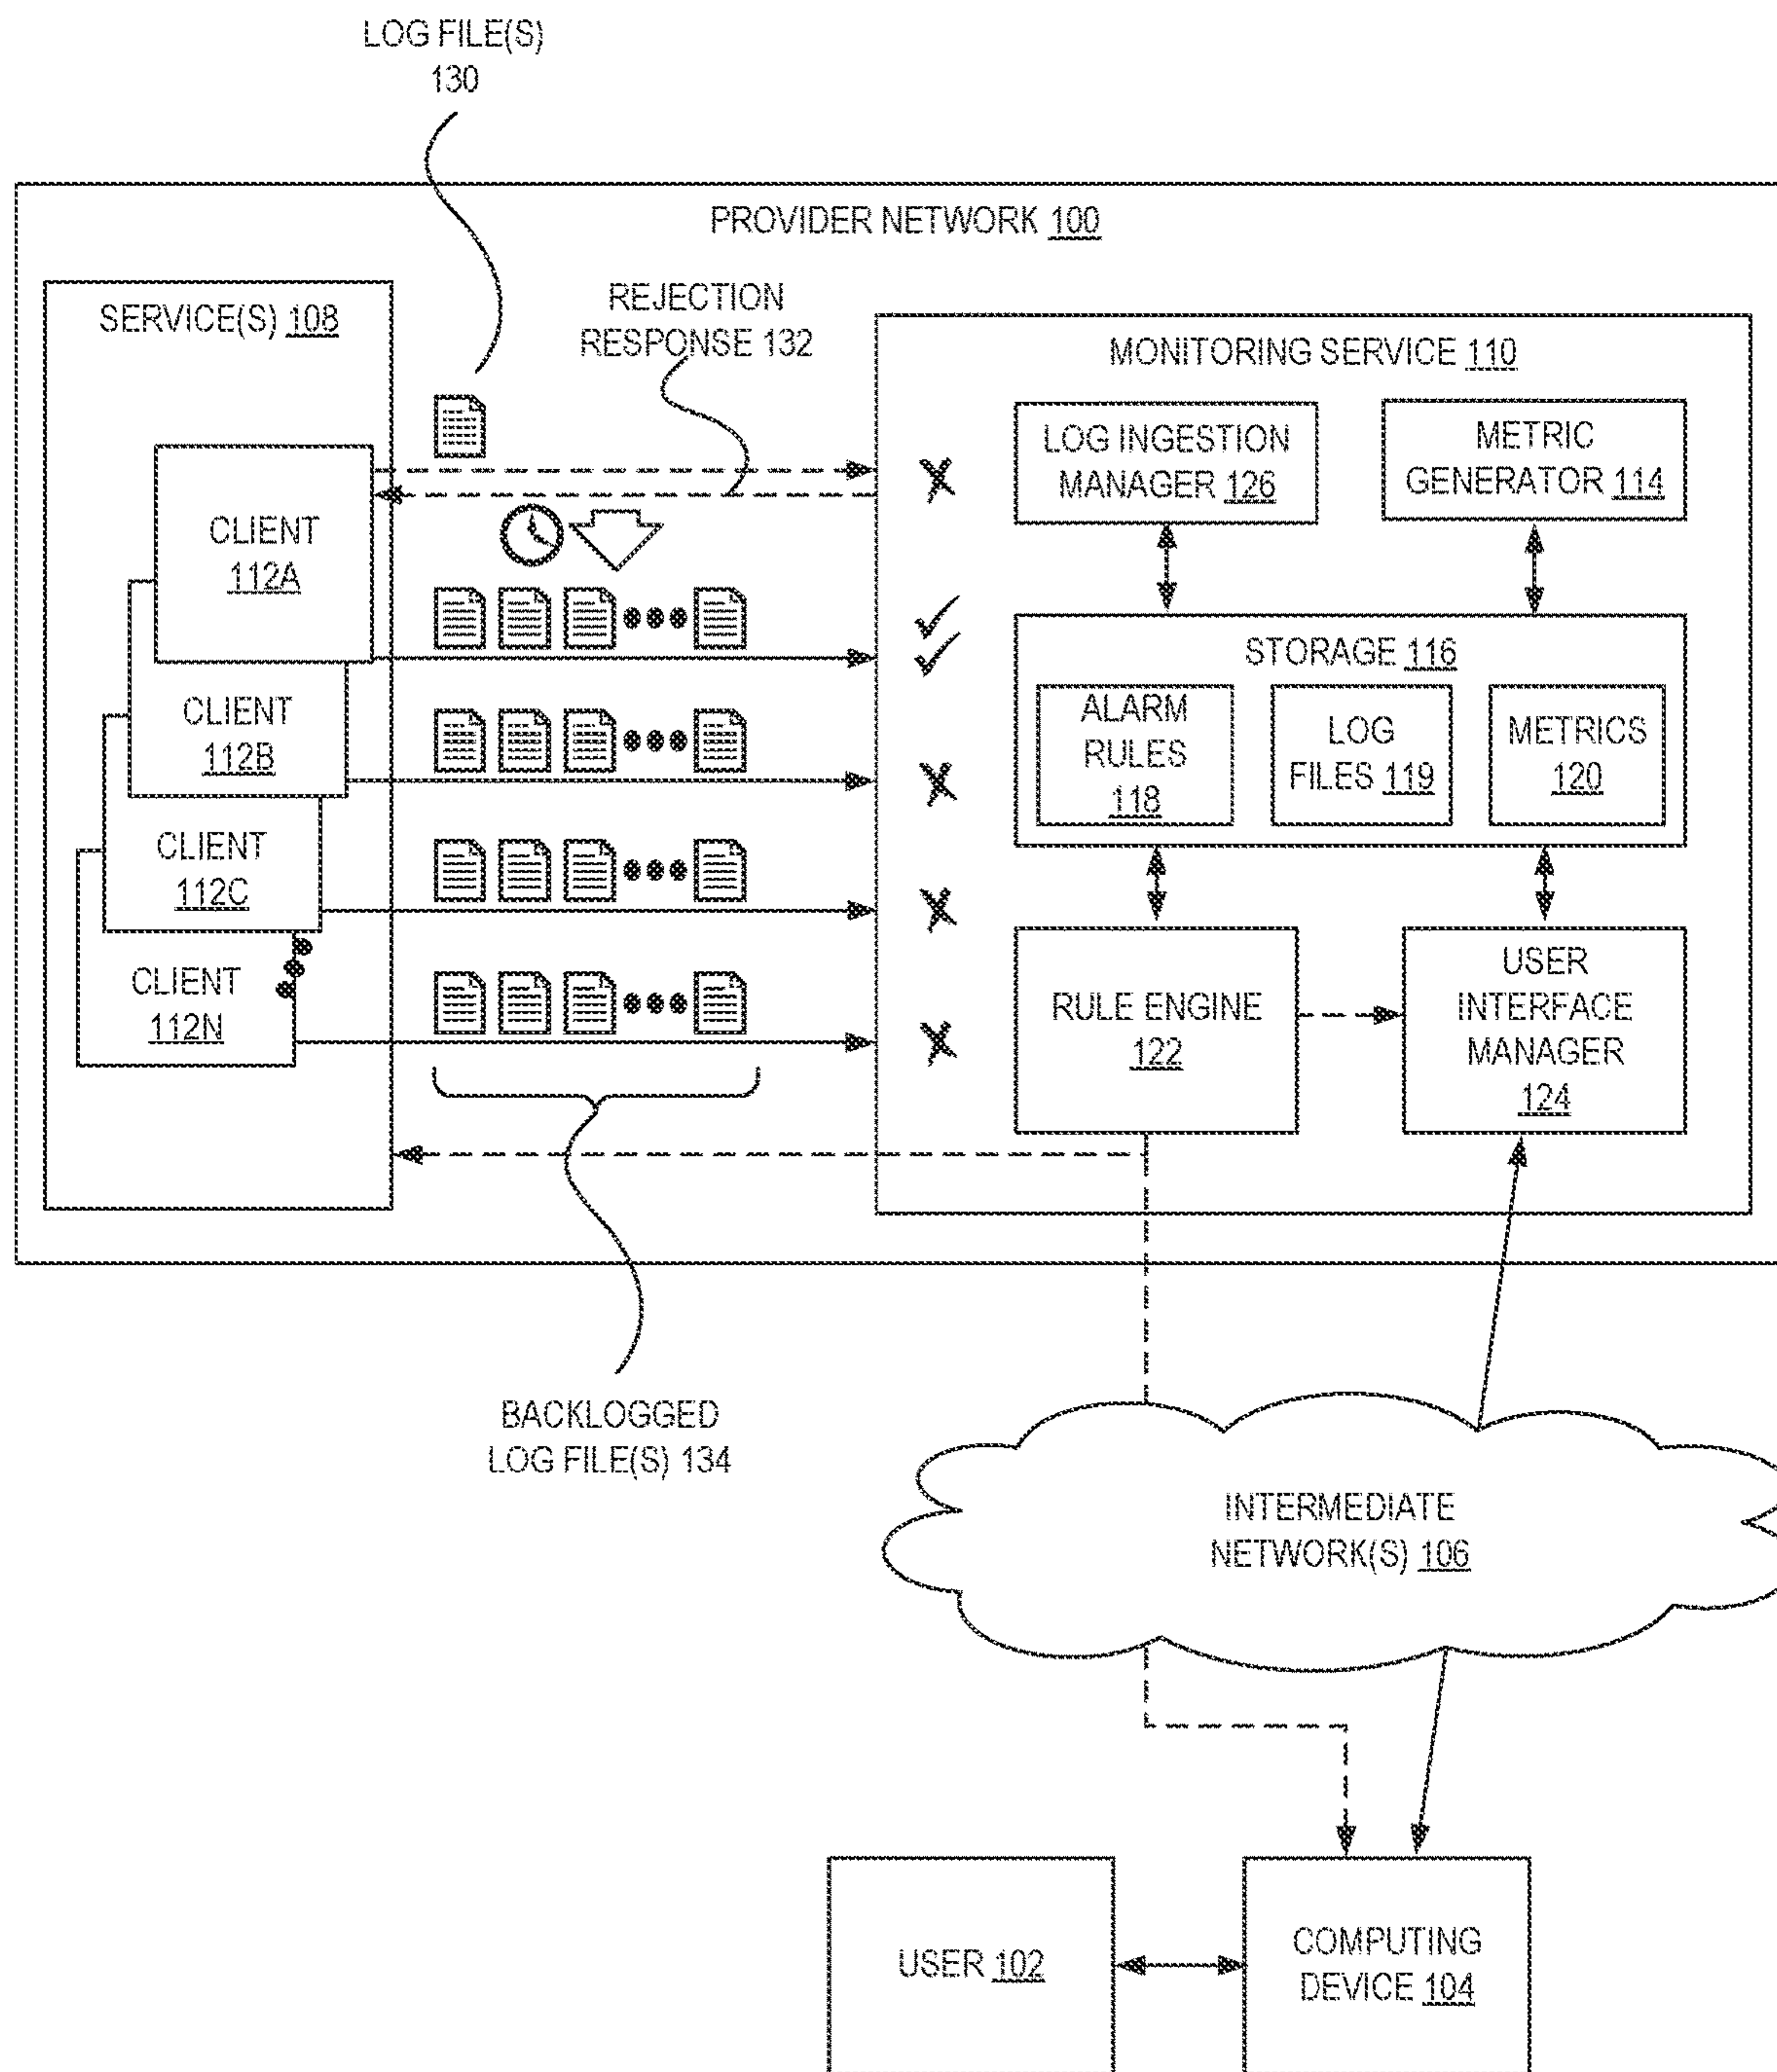 LOG FILE(S)
130
PROVIDER NETWORK 100
SERVICE(S) 108
REJECTION
RESPONSE 132
MONITORING SERVICE 110
LOG INGESTION
MANAGER 126
METRIC
GENERATOR 114
CLIENT
112A
CLIENT
112B
CLIENT
112C
CLIENT
112N
STORAGE 116
ALARM
RULES
118
LOG
FILES 119
METRICS
120
RULE ENGINE
122
USER
INTERFACE
MANAGER
124
BACKLOGGED
LOG FILE(S) 134
INTERMEDIATE
NETWORK(S) 106
USER 102
COMPUTING
DEVICE 104